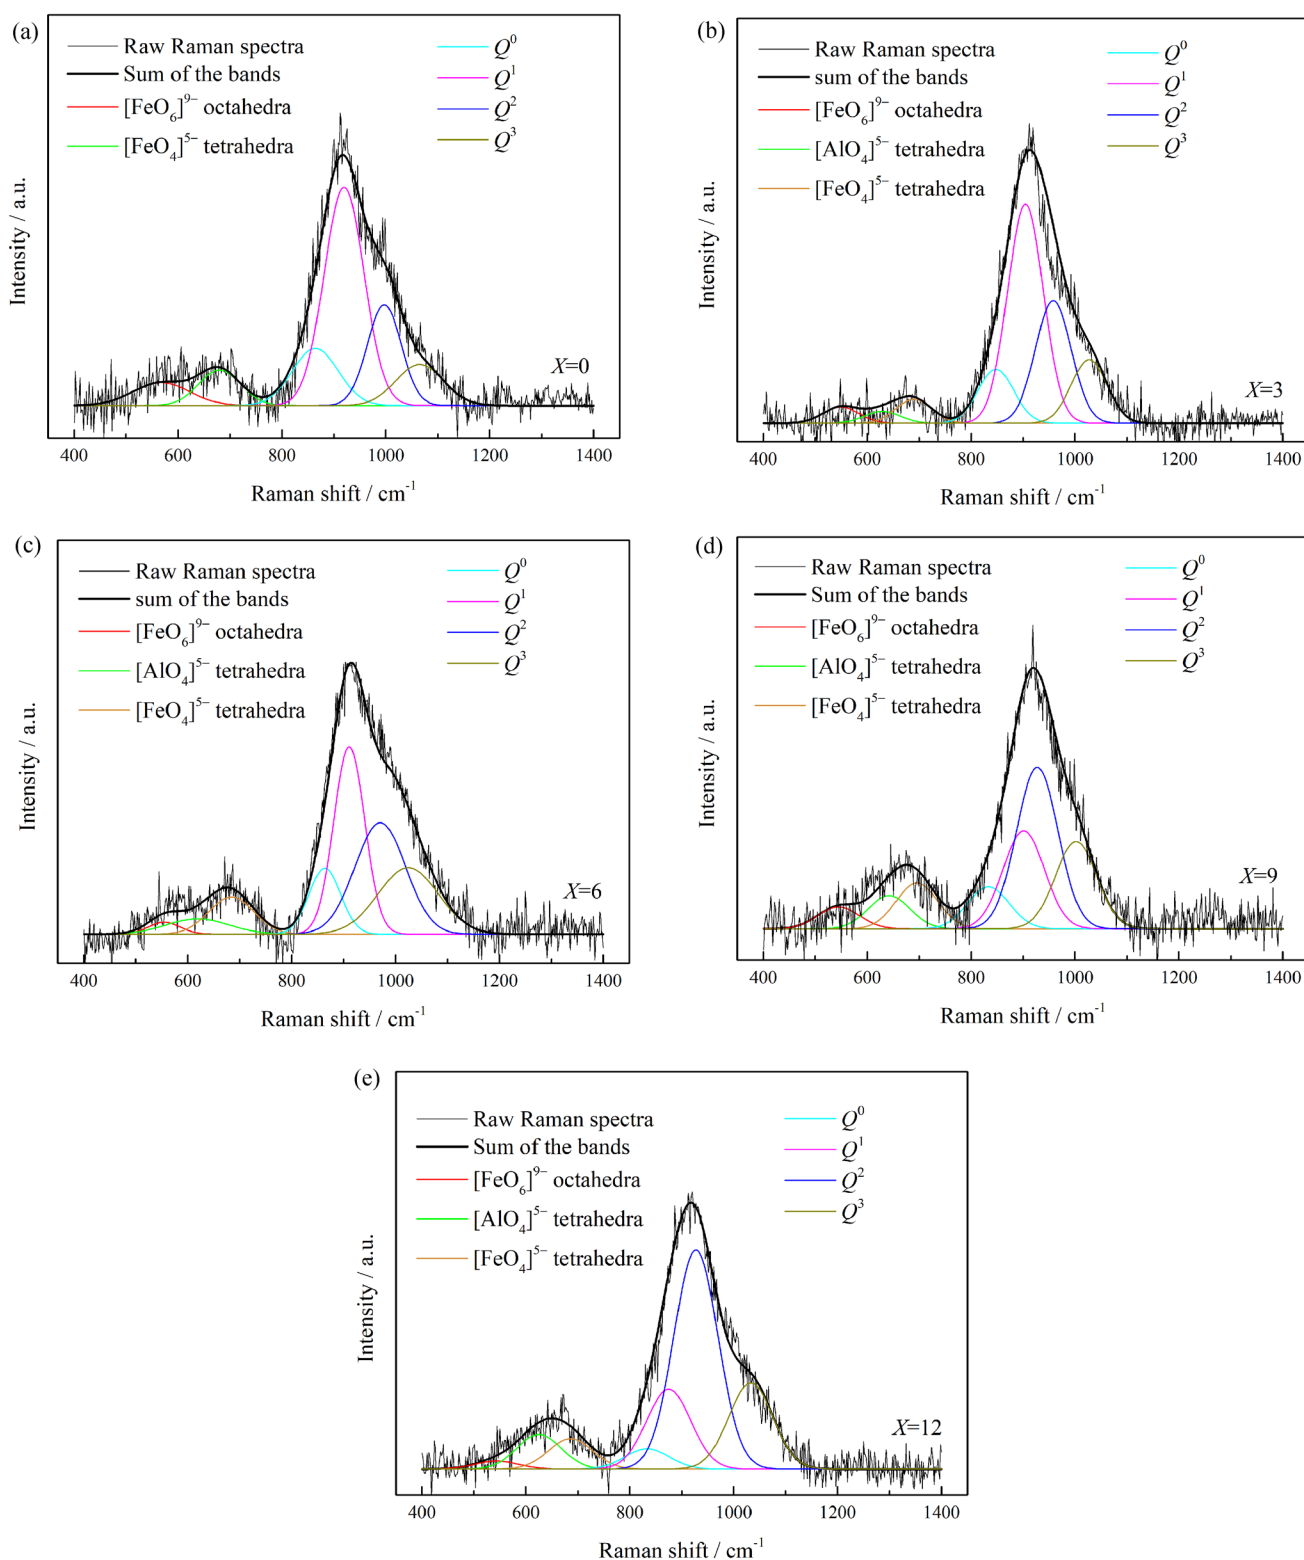 (a)
Raw Raman spectra
Sum of the bands
[FeO₆]⁹⁻ octahedra
[FeO₄]⁵⁻ tetrahedra
Q⁰
Q¹
Q²
Q³
X=0
Intensity / a.u.
400 600 800 1000 1200 1400
Raman shift / cm⁻¹
(b)
Raw Raman spectra
sum of the bands
[FeO₆]⁹⁻ octahedra
[AlO₄]⁵⁻ tetrahedra
[FeO₄]⁵⁻ tetrahedra
Q⁰
Q¹
Q²
Q³
X=3
Intensity / a.u.
400 600 800 1000 1200 1400
Raman shift / cm⁻¹
(c)
Raw Raman spectra
sum of the bands
[FeO₆]⁹⁻ octahedra
[AlO₄]⁵⁻ tetrahedra
[FeO₄]⁵⁻ tetrahedra
Q⁰
Q¹
Q²
Q³
X=6
Intensity / a.u.
400 600 800 1000 1200 1400
Raman shift / cm⁻¹
(d)
Raw Raman spectra
Sum of the bands
[FeO₆]⁹⁻ octahedra
[AlO₄]⁵⁻ tetrahedra
[FeO₄]⁵⁻ tetrahedra
Q⁰
Q¹
Q²
Q³
X=9
Intensity / a.u.
400 600 800 1000 1200 1400
Raman shift / cm⁻¹
(e)
Raw Raman spectra
Sum of the bands
[FeO₆]⁹⁻ octahedra
[AlO₄]⁵⁻ tetrahedra
[FeO₄]⁵⁻ tetrahedra
Q⁰
Q¹
Q²
Q³
X=12
Intensity / a.u.
400 600 800 1000 1200 1400
Raman shift / cm⁻¹